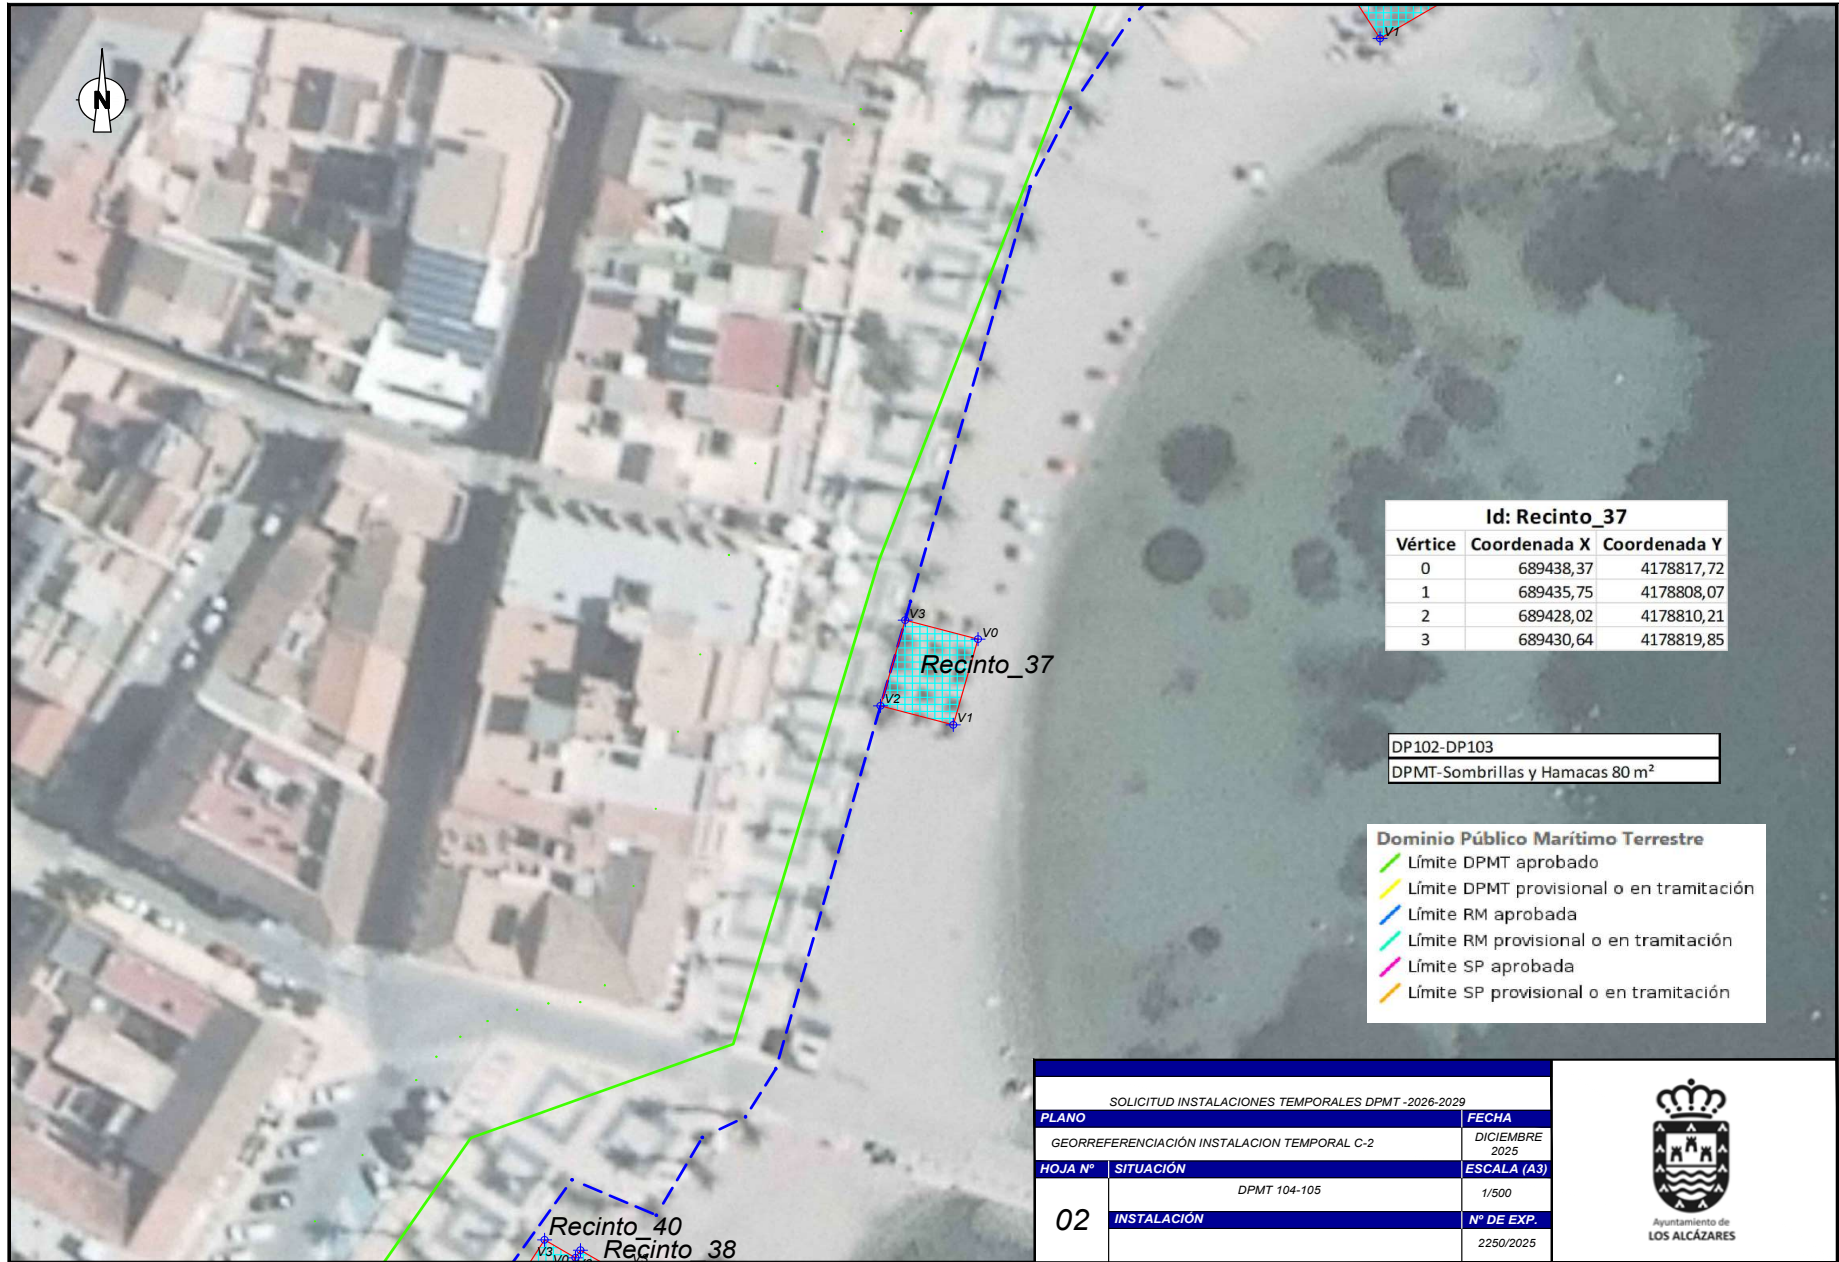 N
V1
V3
V0
Recinto_37
V2
V1
Id: Recinto_37
Vértice Coordenada X Coordenada Y
0 689438,37 4178817,72
1 689435,75 4178808,07
2 689428,02 4178810,21
3 689430,64 4178819,85
DP102-DP103
DPMT-Sombrillas y Hamacas 80 m²
Dominio Público Marítimo Terrestre
Límite DPMT aprobado
Límite DPMT provisional o en tramitación
Límite RM aprobada
Límite RM provisional o en tramitación
Límite SP aprobada
Límite SP provisional o en tramitación
SOLICITUD INSTALACIONES TEMPORALES DPMT -2026-2029
PLANO FECHA
GEORREFERENCIACIÓN INSTALACION TEMPORAL C-2 DICIEMBRE 2025
HOJA Nº SITUACIÓN ESCALA (A3)
DPMT 104-105 1/500
02 INSTALACIÓN Nº DE EXP.
2250/2025
Ayuntamiento de
LOS ALCÁZARES
Recinto_40
Recinto_38
V3
V0